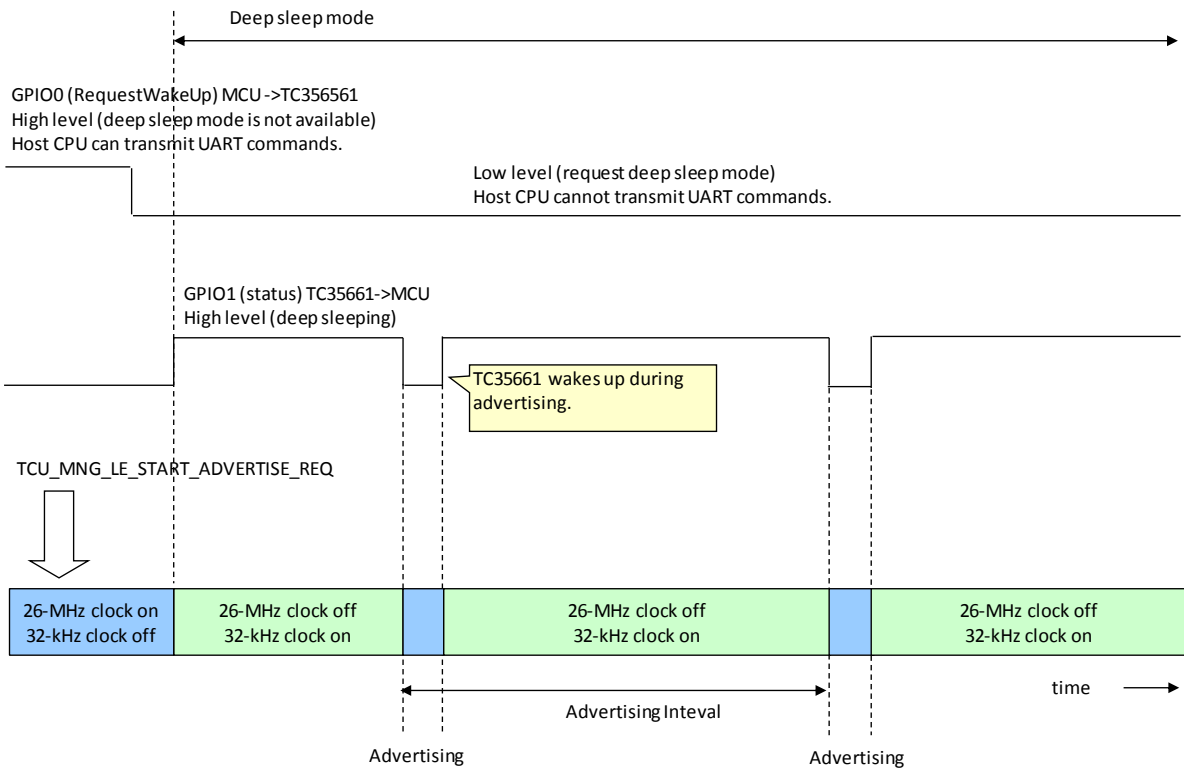 Deep sleep mode
GPIO0 (RequestWakeUp) MCU->TC356561
High level (deep sleep mode is not available)
Host CPU can transmit UART commands.
Low level (request deep sleep mode)
Host CPU cannot transmit UART commands.
GPIO1 (status) TC35661->MCU
High level (deep sleeping)
TC35661 wakes up during
advertising.
TCU_MNG_LE_START_ADVERTISE_REQ
26-MHz clock on
32-kHz clock off
26-MHz clock off
32-kHz clock on
26-MHz clock off
32-kHz clock on
26-MHz clock off
32-kHz clock on
time
Advertising Inteval
Advertising
Advertising